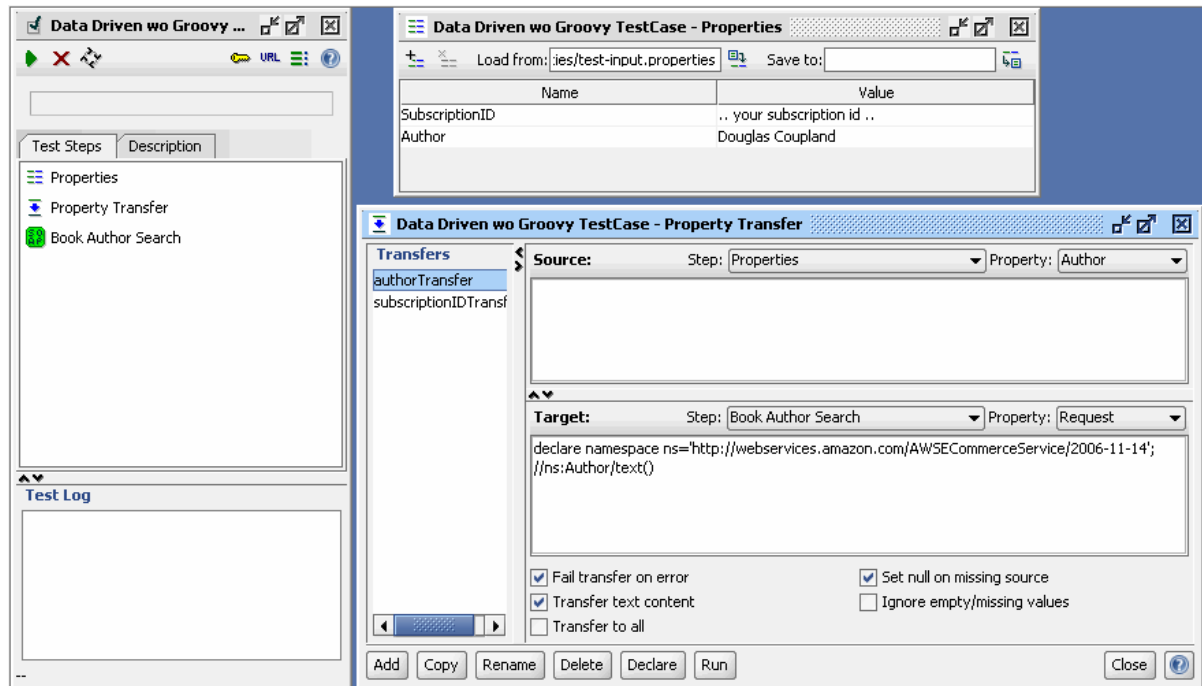 Data Driven wo Groovy ...
URL
Test Steps
Description
Properties
Property Transfer
Book Author Search
Test Log
--
Data Driven wo Groovy TestCase - Properties
Load from: :ies/test-input.properties Save to:
Name Value
SubscriptionID .. your subscription id ..
Author Douglas Coupland
Data Driven wo Groovy TestCase - Property Transfer
Transfers
authorTransfer
subscriptionIDTransf
Source: Step: Properties Property: Author
Target: Step: Book Author Search Property: Request
declare namespace ns='http://webservices.amazon.com/AWSECommerceService/2006-11-14';
//ns:Author/text()
Fail transfer on error Set null on missing source
Transfer text content Ignore empty/missing values
Transfer to all
Add Copy Rename Delete Declare Run Close